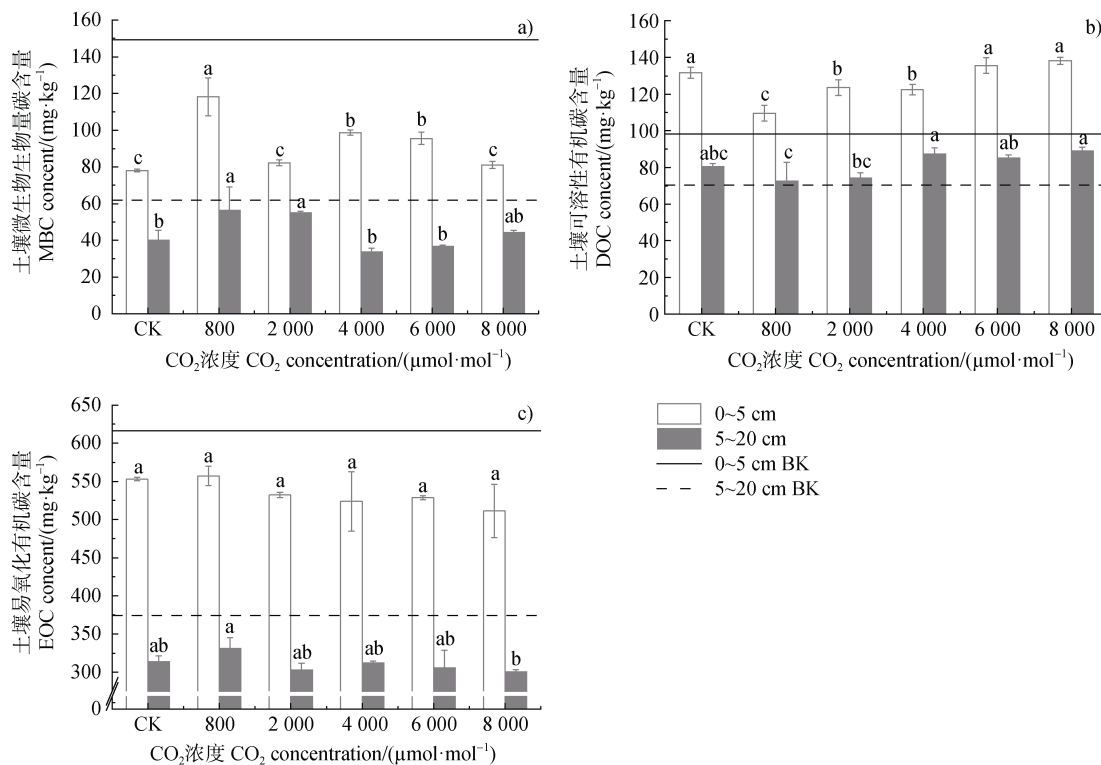 a)
土壤微生物生物量碳含量
MBC concent/(mg·kg⁻¹)
160
140
120
100
80
60
40
20
0
c
b
a
a
c
a
b
b
b
b
c
ab
CK
800
2 000
4 000
6 000
8 000
CO₂浓度 CO₂ concentration/(μmol·mol⁻¹)
b)
土壤可溶性有机碳含量
DOC concent/(mg·kg⁻¹)
160
140
120
100
80
60
40
20
0
a
abc
c
c
b
bc
b
a
a
ab
a
a
CK
800
2 000
4 000
6 000
8 000
CO₂浓度 CO₂ concentration/(μmol·mol⁻¹)
c)
土壤易氧化有机碳含量
EOC concent/(mg·kg⁻¹)
650
600
550
500
450
400
350
300
0
a
ab
a
a
a
ab
a
ab
a
ab
a
b
CK
800
2 000
4 000
6 000
8 000
CO₂浓度 CO₂ concentration/(μmol·mol⁻¹)
0~5 cm
5~20 cm
0~5 cm BK
5~20 cm BK